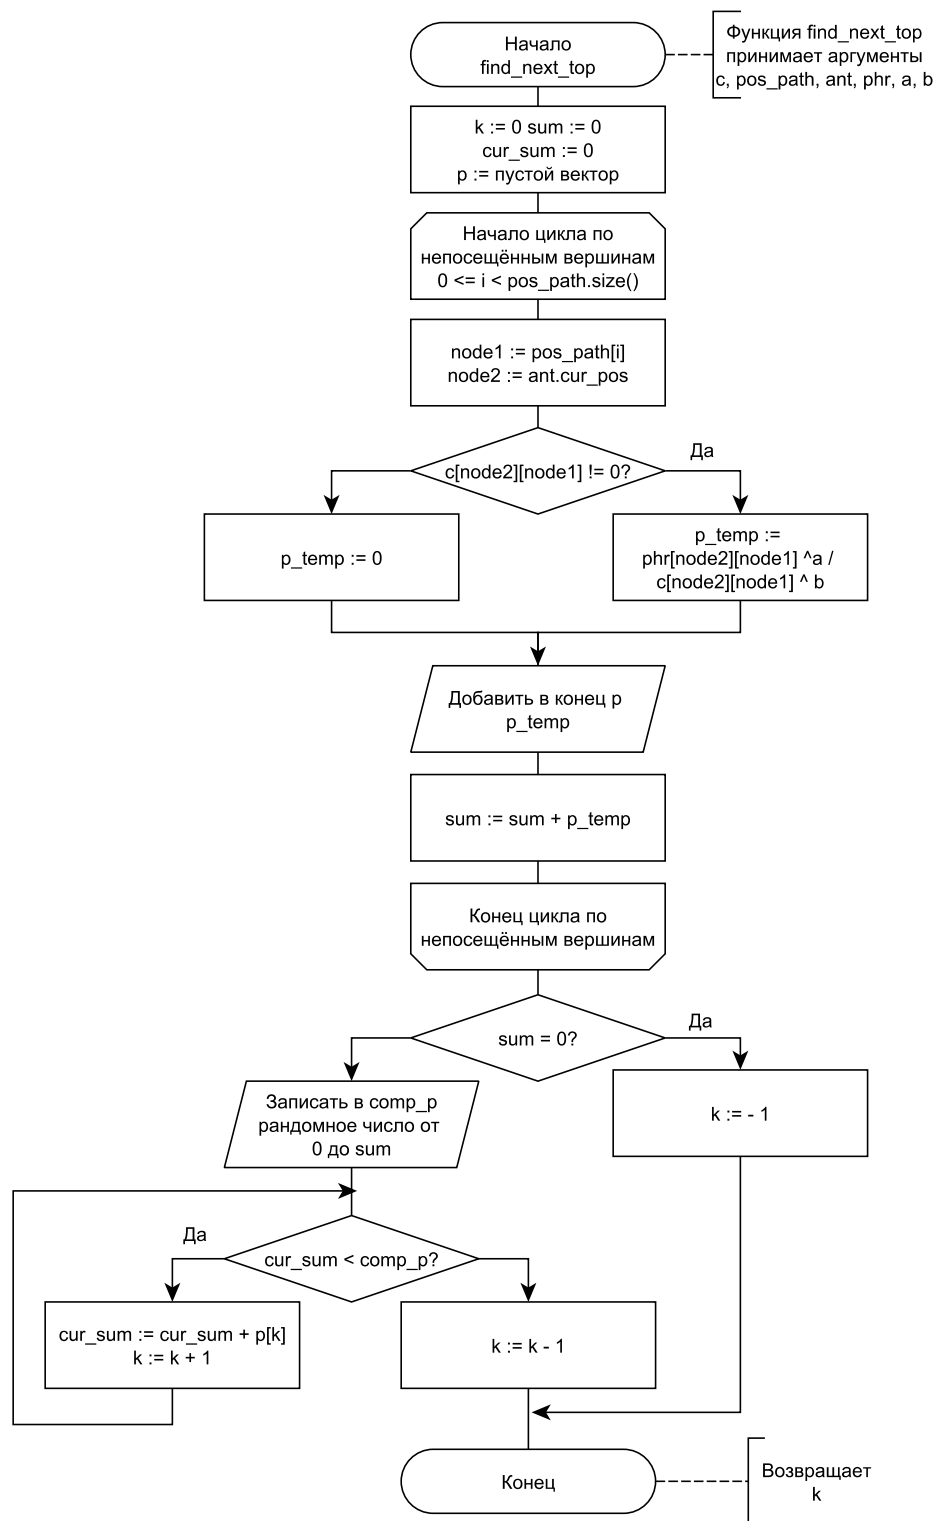 Начало
find_next_top
Функция find_next_top
принимает аргументы
c, pos_path, ant, phr, a, b
k := 0 sum := 0
cur_sum := 0
p := пустой вектор
Начало цикла по
непосещённым вершинам
0 <= i < pos_path.size()
node1 := pos_path[i]
node2 := ant.cur_pos
c[node2][node1] != 0?
Да
p_temp := 0
p_temp :=
phr[node2][node1] ^a /
c[node2][node1] ^ b
Добавить в конец p
p_temp
sum := sum + p_temp
Конец цикла по
непосещённым вершинам
sum = 0?
Да
Записать в comp_p
рандомное число от
0 до sum
k := - 1
cur_sum < comp_p?
Да
cur_sum := cur_sum + p[k]
k := k + 1
k := k - 1
Конец
Возвращает
k